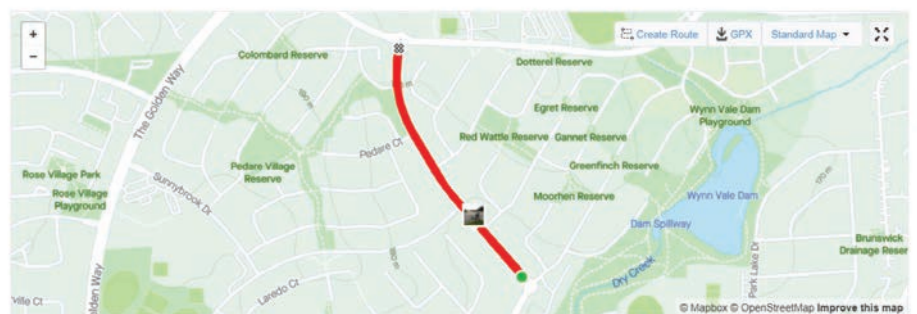 +
−
Create Route
GPX
Standard Map
Colombard Reserve
Dotterel Reserve
The Golden Way
180 m
Egret Reserve
Wynn Vale Dam
Playground
Pedare Ct
Red Wattle Reserve
Gannet Reserve
Rose Village Park
Pedare Village
Reserve
Greenfinch Reserve
Sunnybrook Dr
Rose Village
Playground
Moorhen Reserve
Wynn Vale Dam
170 m
Dam Spillway
Brunswick
Drainage Reser
180 m
Dry Creek
Park Lake Dr
Laredo Ct
ville Ct
olden Way
© Mapbox © OpenStreetMap Improve this map